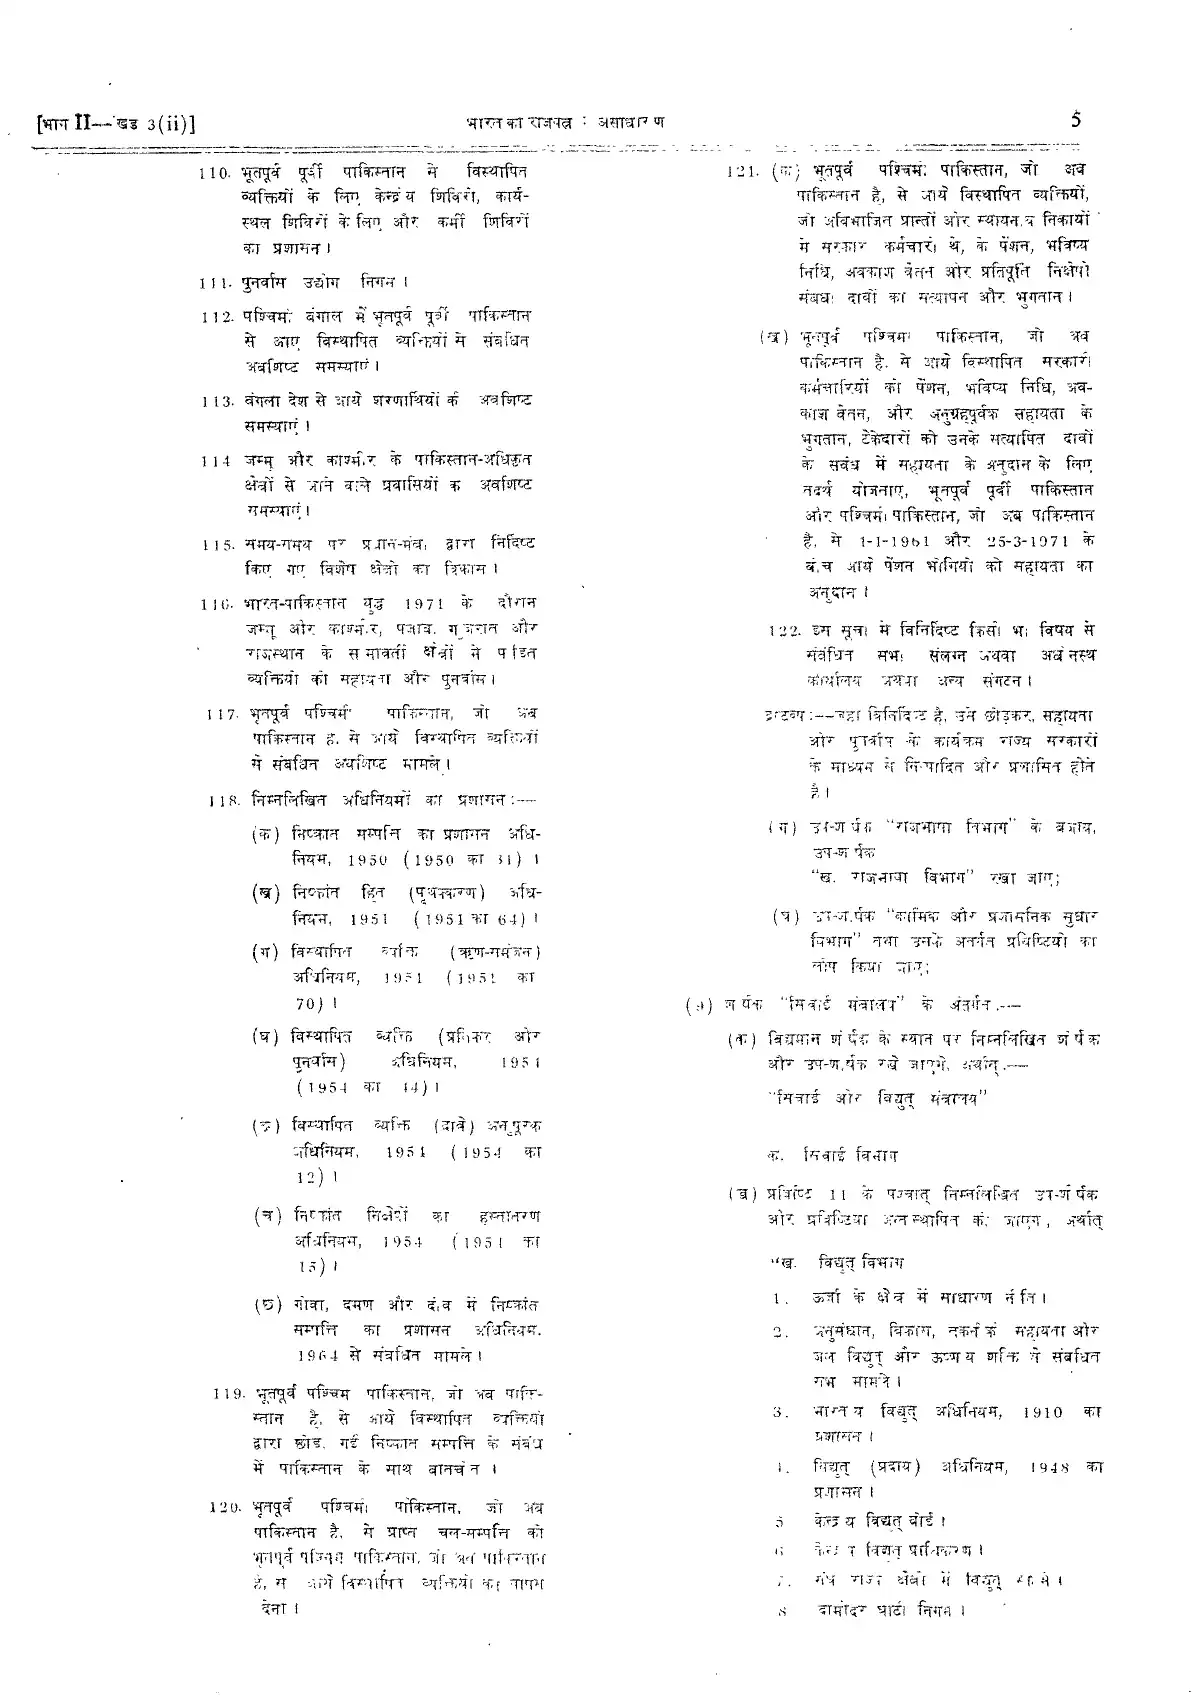 [भाग II—खंड 3(ii)]
भारत का राजपत्र : असाधारण
5
110. भूतपूर्व पूर्वी पाकिस्तान से विस्थापित
व्यक्तियों के लिए केन्द्रीय शिविरों, कार्य-
स्थल शिविरों के लिए और कर्मी शिविरों
का प्रशासन ।
111. पुनर्वास उद्योग निगम ।
112. पश्चिमी बंगाल में भूतपूर्व पूर्वी पाकिस्तान
से आए विस्थापित व्यक्तियों से संबंधित
अवशिष्ट समस्याएं ।
113. बंगला देश से आये शरणार्थियों की अवशिष्ट
समस्याएं ।
114 जम्मू और काश्मीर के पाकिस्तान-अधिकृत
क्षेत्रों से आने वाले प्रवासियों की अवशिष्ट
समस्याएं ।
115. समय-समय पर प्रधान-मंत्री द्वारा निर्दिष्ट
किए गए विशेष क्षेत्रों का विकास ।
116. भारत-पाकिस्तान युद्ध 1971 के दौरान
जम्मू और काश्मीर, पंजाब, गुजरात और
राजस्थान के सीमावर्ती क्षेत्रों में पीड़ित
व्यक्तियों को सहायता और पुनर्वास ।
117. भूतपूर्व पश्चिमी पाकिस्तान, जो अब
पाकिस्तान है, से आये विस्थापित व्यक्तियों
से संबंधित अवशिष्ट मामले ।
118. निम्नलिखित अधिनियमों का प्रशासन :—
(क) निष्कांत सम्पत्ति का प्रशासन अधि-
नियम, 1950 (1950 का 31) ।
(ख) निष्कांत हित (पृथक्करण) अधि-
नियम, 1951 (1951 का 64) ।
(ग) विस्थापित व्यक्ति (ऋण-समंजन)
अधिनियम, 1951 (1951 का
70) ।
(घ) विस्थापित व्यक्ति (प्रतिकर और
पुनर्वास) अधिनियम, 1954
(1954 का 44) ।
(ङ) विस्थापित व्यक्ति (दावे) अनुपूरक
अधिनियम, 1954 (1954 का
12) ।
(च) निष्कांत निक्षेपों का हस्तान्तरण
अधिनियम, 1954 (1954 का
15) ।
(छ) गोवा, दमण और दीव में निष्कांत
सम्पत्ति का प्रशासन अधिनियम,
1964 से संबंधित मामले ।
119. भूतपूर्व पश्चिम पाकिस्तान, जो अब पाकि-
स्तान है, से आये विस्थापित व्यक्तियों
द्वारा छोड़ी गई निष्कांत सम्पत्ति के संबंध
में पाकिस्तान के साथ बातचीत ।
120. भूतपूर्व पश्चिमी पाकिस्तान, जो अब
पाकिस्तान है, से प्राप्त चल-सम्पत्ति को
भूतपूर्व पश्चिमी पाकिस्तान, जो अब पाकिस्तान
है, से आये विस्थापित व्यक्तियों को वापस
देना ।
121. (क) भूतपूर्व पश्चिमी पाकिस्तान, जो अब
पाकिस्तान है, से आये विस्थापित व्यक्तियों,
जो अविभाजित प्रान्तों और स्थानीय निकायों
में सरकारी कर्मचारी थे, के पेंशन, भविष्य
निधि, अवकाश वेतन और प्रतिपूर्ति निक्षेपों
संबंधी दावों का सत्यापन और भुगतान ।
(ख) भूतपूर्व पश्चिमी पाकिस्तान, जो अब
पाकिस्तान है, से आये विस्थापित सरकारी
कर्मचारियों को पेंशन, भविष्य निधि, अव-
काश वेतन, और अनुग्रहपूर्वक सहायता के
भुगतान, ठेकेदारों को उनके सत्यापित दावों
के संबंध में सहायता के अनुदान के लिए
तदर्थ योजनाएं, भूतपूर्व पूर्वी पाकिस्तान
और पश्चिमी पाकिस्तान, जो अब पाकिस्तान
है, से 1-1-1961 और 25-3-1971 के
बीच आये पेंशन भोगियों को सहायता का
अनुदान ।
122. इस सूची में विनिर्दिष्ट किसी भी विषय से
संबंधित सभी संलग्न अथवा अधीनस्थ
कार्यालय अथवा अन्य संगठन ।
द्रष्टव्य :—जहां विनिर्दिष्ट है, उसे छोड़कर, सहायता
और पुनर्वास के कार्यक्रम राज्य सरकारों
के माध्यम से निष्पादित और प्रशासित होते
हैं ।
(ग) उप-शीर्षक “राजभाषा विभाग” के बजाय,
उप-शीर्षक
“ख. राजभाषा विभाग” रखा जाए;
(घ) उप-शीर्षक “कार्मिक और प्रशासनिक सुधार
विभाग” तथा उनके अंतर्गत प्रविष्टियों का
लोप किया जाए;
(9) शीर्षक “सिंचाई मंत्रालय” के अंतर्गत :—
(क) विद्यमान शीर्षक के स्थान पर निम्नलिखित शीर्षक
और उप-शीर्षक रखे जाएंगे, अर्थात् :—
“सिंचाई और विद्युत् मंत्रालय”
क. सिंचाई विभाग
(ख) प्रविष्टि 11 के पश्चात् निम्नलिखित उप-शीर्षक
और प्रविष्टियां अन्तःस्थापित की जाएंगी, अर्थात्
“ख. विद्युत् विभाग
1. ऊर्जा के क्षेत्र में साधारण नीति ।
2. अनुसंधान, विकास, तकनीकी सहायता और
जल विद्युत् और ऊष्णीय शक्ति से संबंधित
सभी मामले ।
3. भारतीय विद्युत् अधिनियम, 1910 का
प्रशासन ।
4. विद्युत् (प्रदाय) अधिनियम, 1948 का
प्रशासन ।
5 केन्द्रीय विद्युत् बोर्ड ।
6 केन्द्रीय विद्युत् प्राधिकरण ।
7. संघ राज्य क्षेत्रों में विद्युत् मामले ।
8 दामोदर घाटी निगम ।